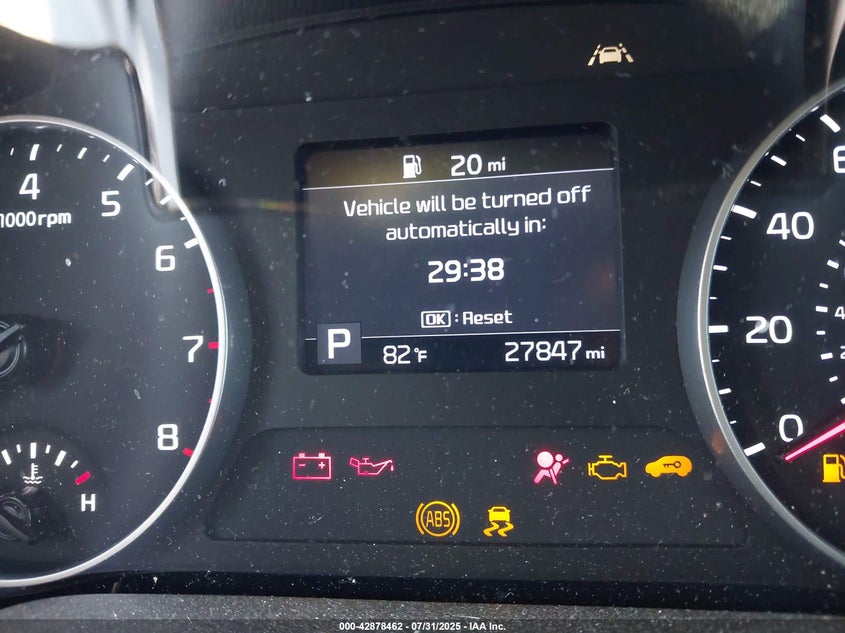 20 mi
Vehicle will be turned off
automatically in:
29:38
OK : Reset
P 82°F 27847 mi
4 5 6 7 8
1000rpm
H
40
20
0
ABS
000-42878462 - 07/31/2025 - IAA Inc.